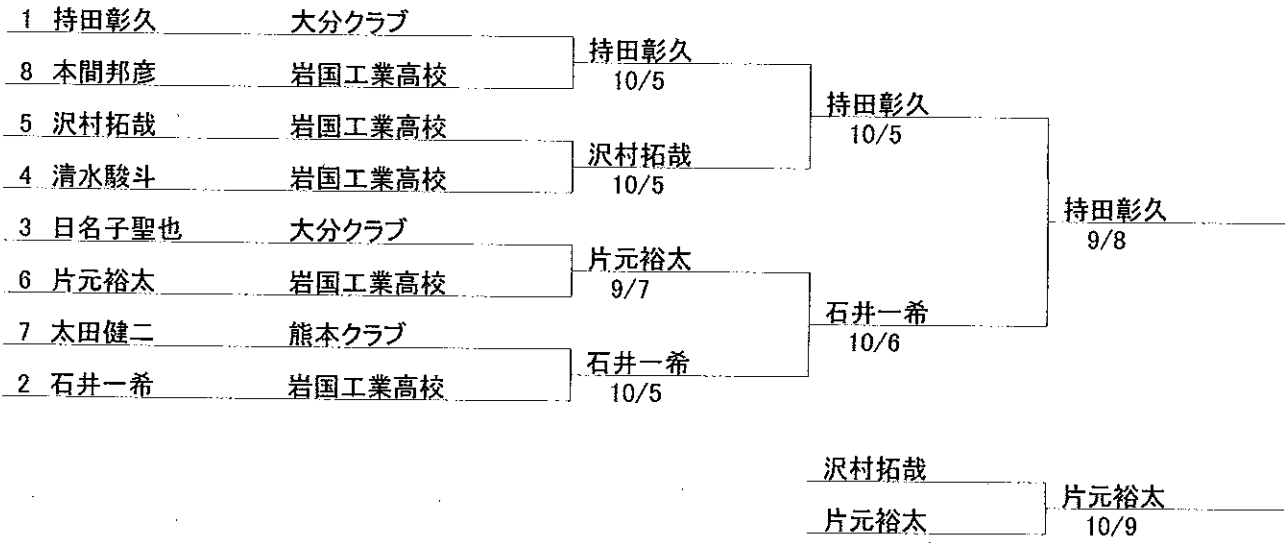 1 持田彰久 大分クラブ
持田彰久
8 本間邦彦 岩国工業高校
10/5
持田彰久
5 沢村拓哉 岩国工業高校
10/5
沢村拓哉
4 清水駿斗 岩国工業高校
10/5
持田彰久
3 日名子聖也 大分クラブ
9/8
片元裕太
6 片元裕太 岩国工業高校
9/7
石井一希
7 太田健二 熊本クラブ
10/6
石井一希
2 石井一希 岩国工業高校
10/5
沢村拓哉
片元裕太
片元裕太
10/9